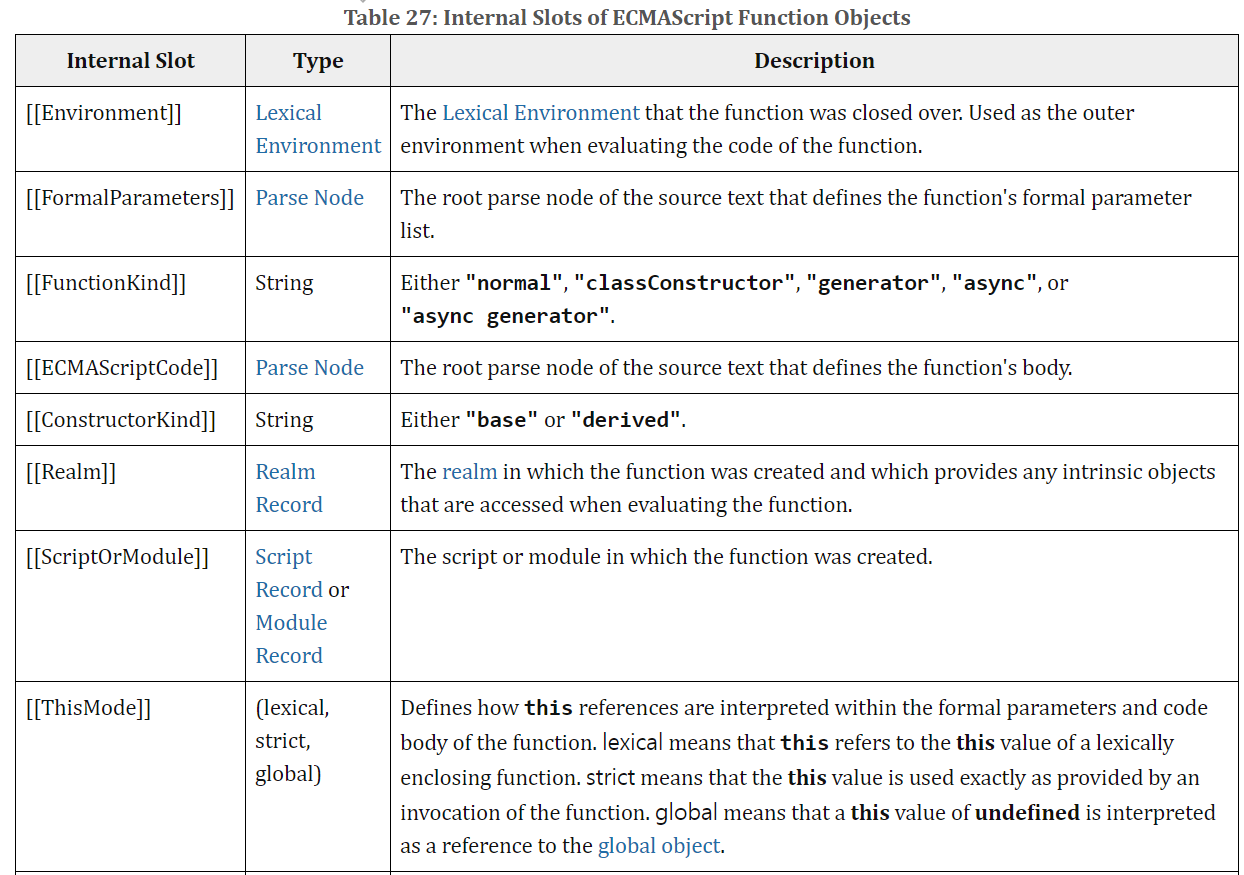 Table 27: Internal Slots of ECMAScript Function Objects
Internal Slot Type Description
[[Environment]] Lexical Environment The Lexical Environment that the function was closed over. Used as the outer
environment when evaluating the code of the function.
[[FormalParameters]] Parse Node The root parse node of the source text that defines the function's formal parameter
list.
[[FunctionKind]] String Either "normal", "classConstructor", "generator", "async", or
"async generator".
[[ECMAScriptCode]] Parse Node The root parse node of the source text that defines the function's body.
[[ConstructorKind]] String Either "base" or "derived".
[[Realm]] Realm Record The realm in which the function was created and which provides any intrinsic objects
that are accessed when evaluating the function.
[[ScriptOrModule]] Script Record or Module Record The script or module in which the function was created.
[[ThisMode]] (lexical, strict, global) Defines how this references are interpreted within the formal parameters and code
body of the function. lexical means that this refers to the this value of a lexically
enclosing function. strict means that the this value is used exactly as provided by an
invocation of the function. global means that a this value of undefined is interpreted
as a reference to the global object.